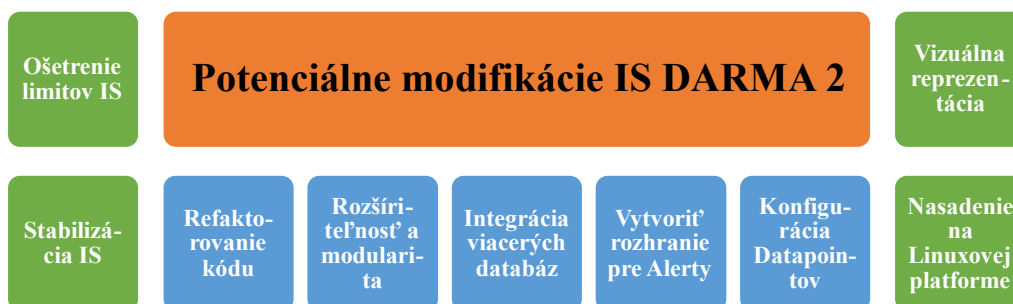 Ošetrenie
limitov IS
Potenciálne modifikácie IS DARMA 2
Vizuálna
reprezen-
tácia
Stabilizá-
cia IS
Refakto-
rovanie
kódu
Rozšíri-
teľnosť a
modulari-
ta
Integrácia
viacerých
databáz
Vytvoriť
rozhranie
pre Alerty
Konfigu-
rácia
Datapoin-
tov
Nasadenie
na
Linuxovej
platforme